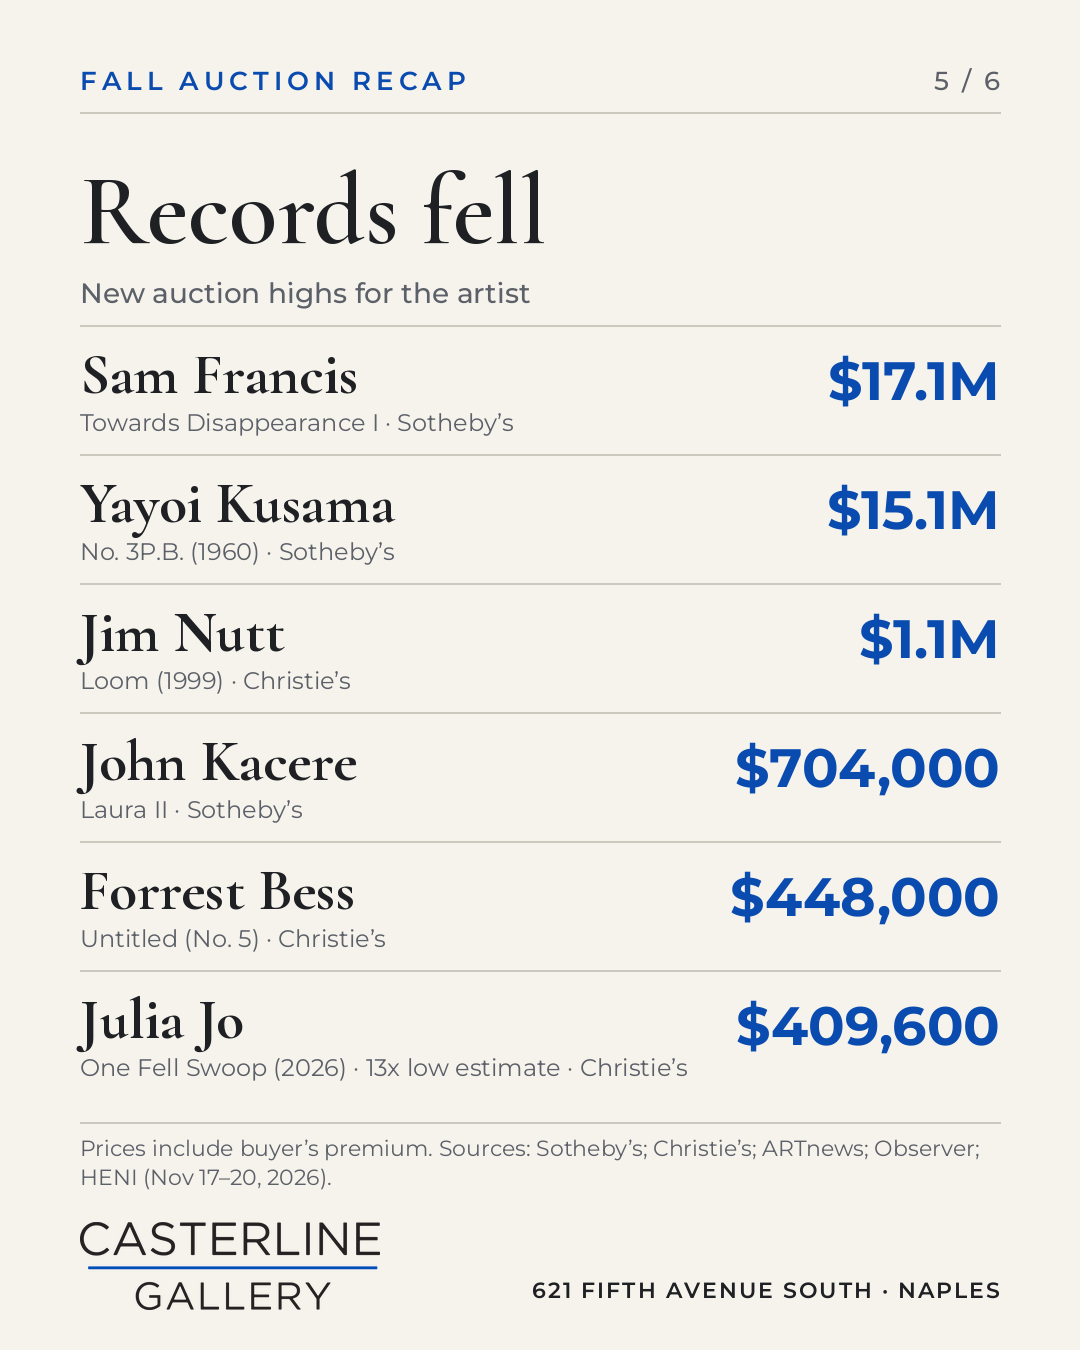 FALL AUCTION RECAP
5 / 6
Records fell
New auction highs for the artist
Sam Francis
$17.1M
Towards Disappearance I · Sotheby’s
Yayoi Kusama
$15.1M
No. 3P.B. (1960) · Sotheby’s
Jim Nutt
$1.1M
Loom (1999) · Christie’s
John Kacere
$704,000
Laura II · Sotheby’s
Forrest Bess
$448,000
Untitled (No. 5) · Christie’s
Julia Jo
$409,600
One Fell Swoop (2026) · 13x low estimate · Christie’s
Prices include buyer’s premium. Sources: Sotheby’s; Christie’s; ARTnews; Observer;
HENI (Nov 17–20, 2026).
CASTERLINE
GALLERY
621 FIFTH AVENUE SOUTH · NAPLES